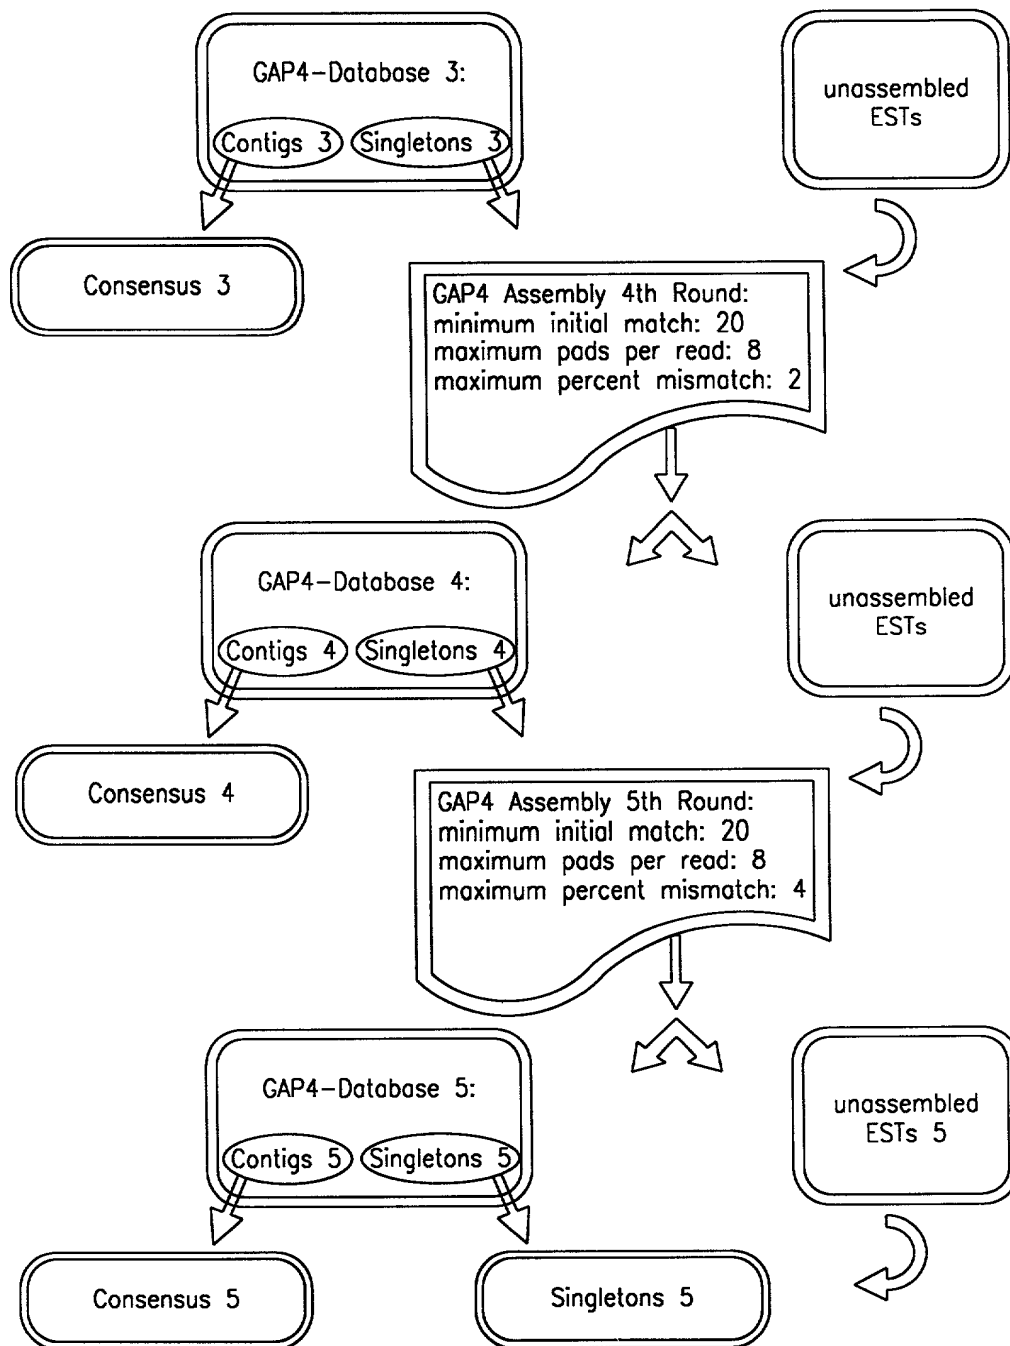 GAP4-Database 3:
Contigs 3
Singletons 3
unassembled
ESTs
Consensus 3
GAP4 Assembly 4th Round:
minimum initial match: 20
maximum pads per read: 8
maximum percent mismatch: 2
GAP4-Database 4:
Contigs 4
Singletons 4
unassembled
ESTs
Consensus 4
GAP4 Assembly 5th Round:
minimum initial match: 20
maximum pads per read: 8
maximum percent mismatch: 4
GAP4-Database 5:
Contigs 5
Singletons 5
unassembled
ESTs 5
Consensus 5
Singletons 5